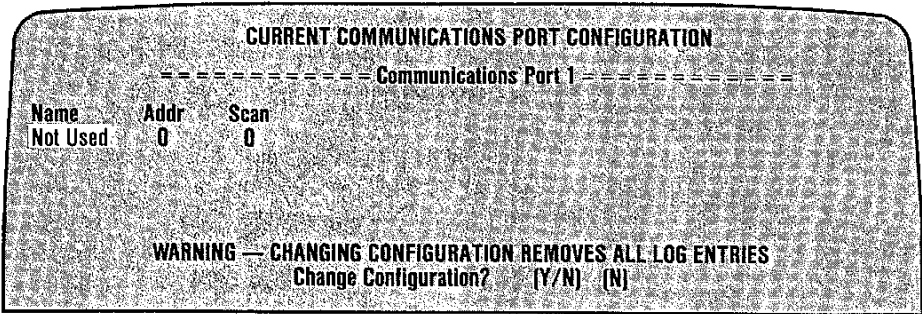 CURRENT COMMUNICATIONS PORT CONFIGURATION
= = = = = = = = = = = = Communications Port 1 = = = = = = = = = = = =
Name Addr Scan
Not Used 0 0
WARNING — CHANGING CONFIGURATION REMOVES ALL LOG ENTRIES
Change Configuration? (Y/N) (N)